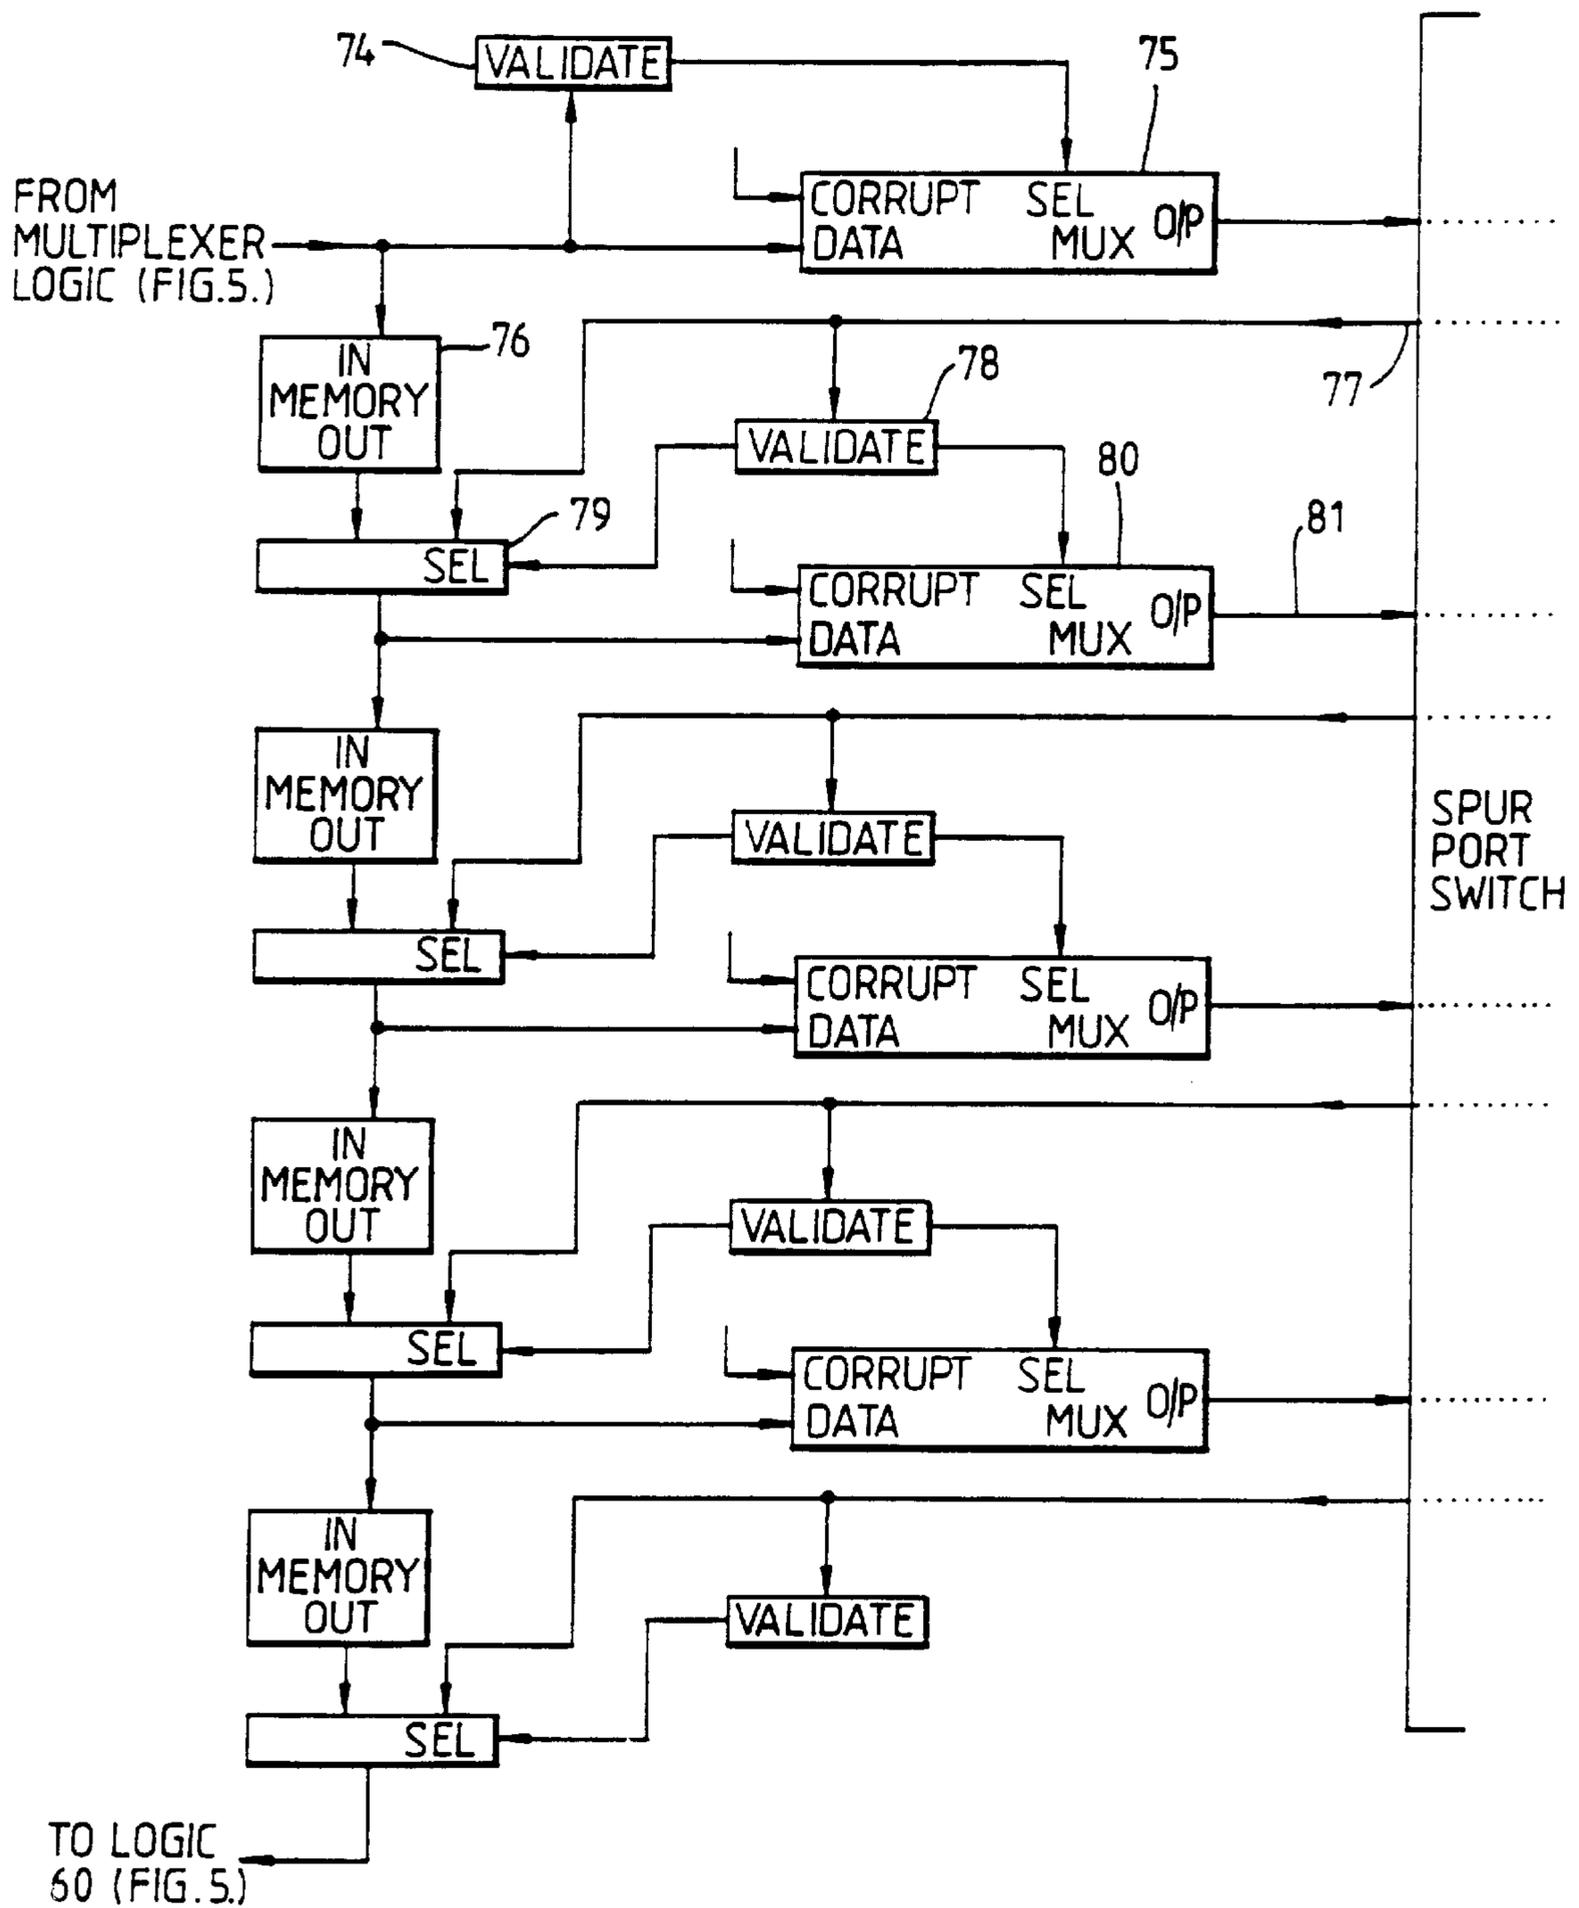 74
VALIDATE
75
FROM
MULTIPLEXER
LOGIC (FIG.5.)
CORRUPT SEL
DATA MUX O/P
76
IN
MEMORY
OUT
77
78
VALIDATE
79
SEL
80
81
CORRUPT SEL
DATA MUX O/P
IN
MEMORY
OUT
VALIDATE
SPUR
PORT
SWITCH
SEL
CORRUPT SEL
DATA MUX O/P
IN
MEMORY
OUT
VALIDATE
SEL
CORRUPT SEL
DATA MUX O/P
IN
MEMORY
OUT
VALIDATE
SEL
TO LOGIC
60 (FIG.5.)